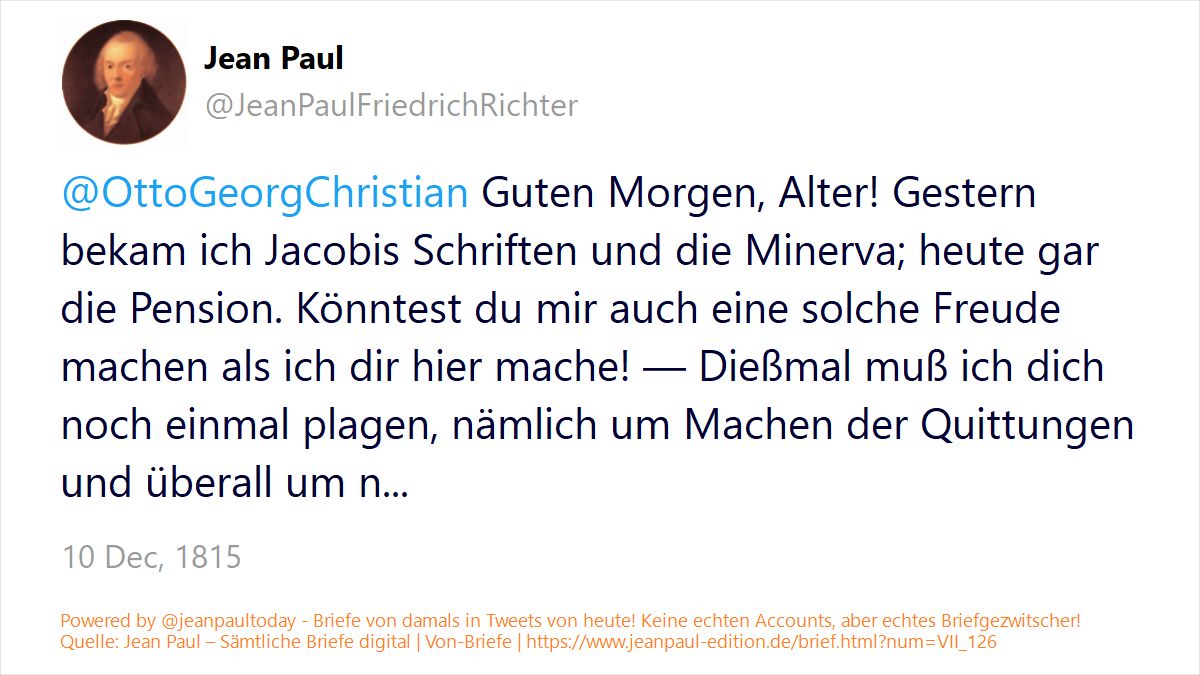 Jean Paul
@JeanPaulFriedrichRichter
@OttoGeorgChristian Guten Morgen, Alter! Gestern
bekam ich Jacobis Schriften und die Minerva; heute gar
die Pension. Könntest du mir auch eine solche Freude
machen als ich dir hier mache! — Dießmal muß ich dich
noch einmal plagen, nämlich um Machen der Quittungen
und überall um n...
10 Dec, 1815
Powered by @jeanpaultoday - Briefe von damals in Tweets von heute! Keine echten Accounts, aber echtes Briefgezwitscher!
Quelle: Jean Paul – Sämtliche Briefe digital | Von-Briefe | https://www.jeanpaul-edition.de/brief.html?num=VII_126